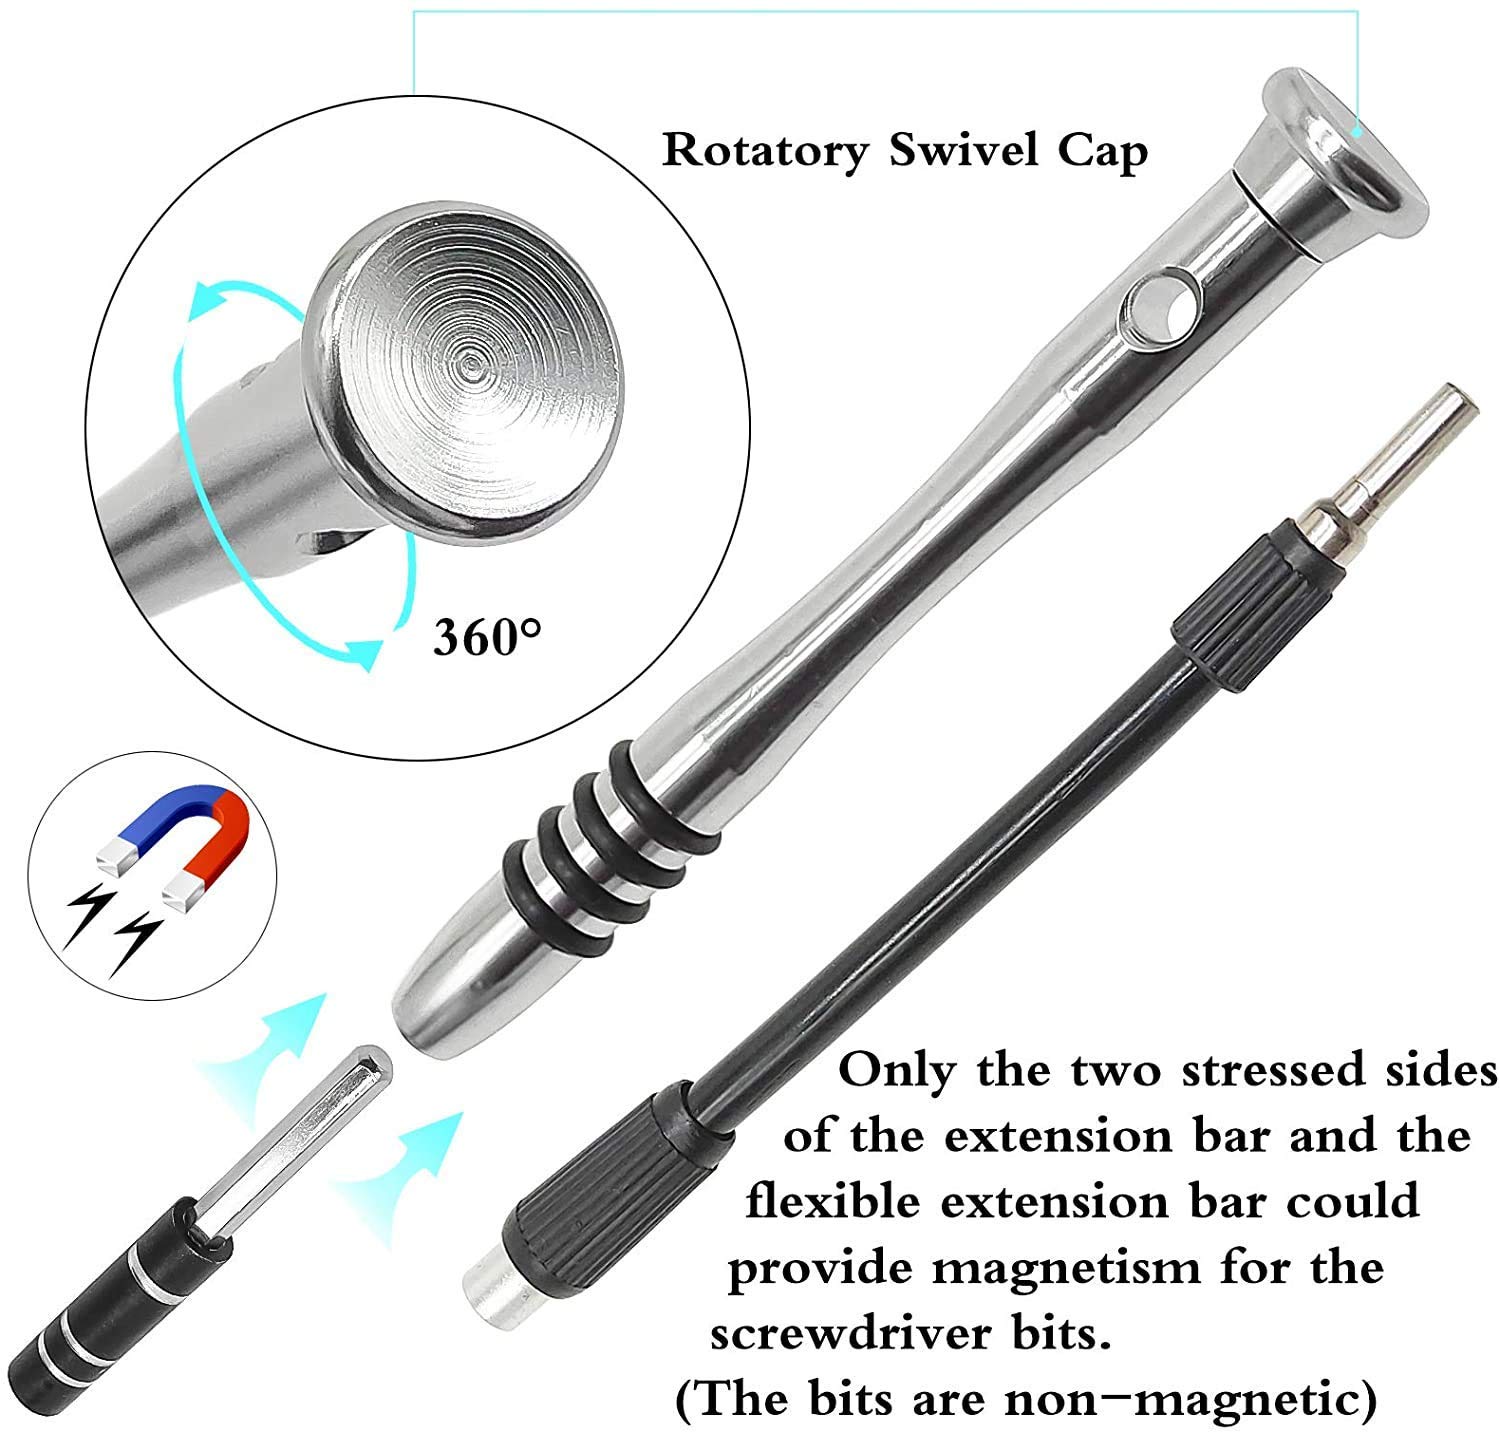 Rotatory Swivel Cap
360°
Only the two stressed sides
of the extension bar and the
flexible extension bar could
provide magnetism for the
screwdriver bits.
(The bits are non-magnetic)